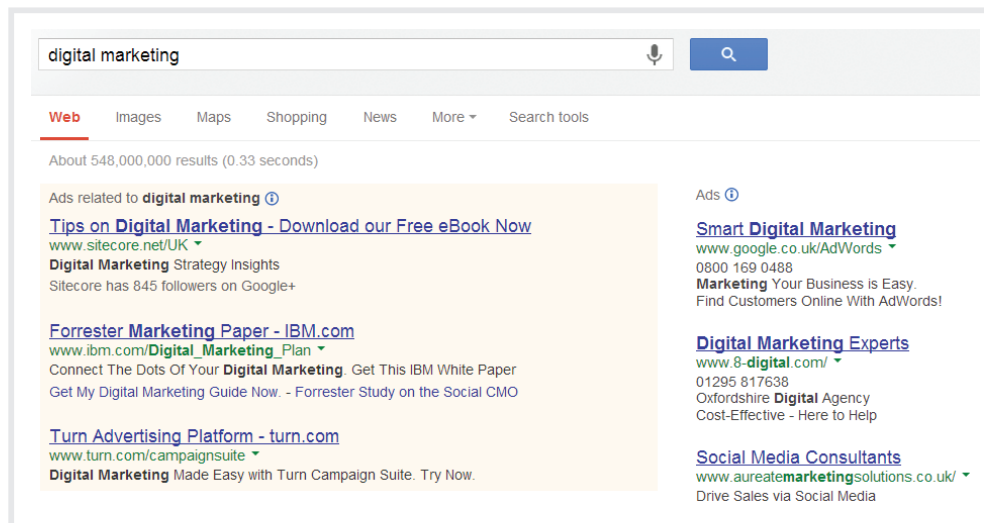 digital marketing
Web Images Maps Shopping News More Search tools
About 548,000,000 results (0.33 seconds)
Ads related to digital marketing
Tips on Digital Marketing - Download our Free eBook Now
www.sitecore.net/UK
Digital Marketing Strategy Insights
Sitecore has 845 followers on Google+
Forrester Marketing Paper - IBM.com
www.ibm.com/Digital_Marketing_Plan
Connect The Dots Of Your Digital Marketing. Get This IBM White Paper
Get My Digital Marketing Guide Now. - Forrester Study on the Social CMO
Turn Advertising Platform - turn.com
www.turn.com/campaignsuite
Digital Marketing Made Easy with Turn Campaign Suite. Try Now.
Ads
Smart Digital Marketing
www.google.co.uk/AdWords
0800 169 0488
Marketing Your Business is Easy.
Find Customers Online With AdWords!
Digital Marketing Experts
www.8-digital.com/
01295 817638
Oxfordshire Digital Agency
Cost-Effective - Here to Help
Social Media Consultants
www.aureatemarketingsolutions.co.uk/
Drive Sales via Social Media